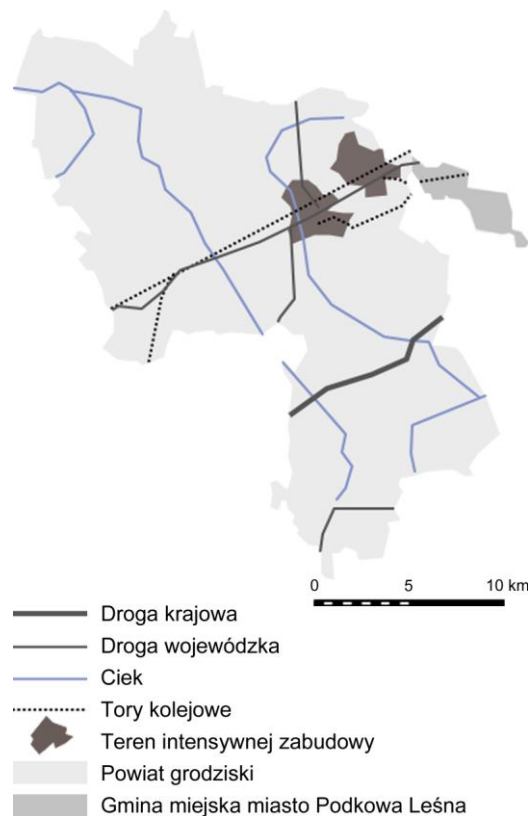 0 5 10 km
Droga krajowa
Droga wojewódzka
Ciek
Tory kolejowe
Teren intensywnej zabudowy
Powiat grodziski
Gmina miejska miasto Podkowa Leśna